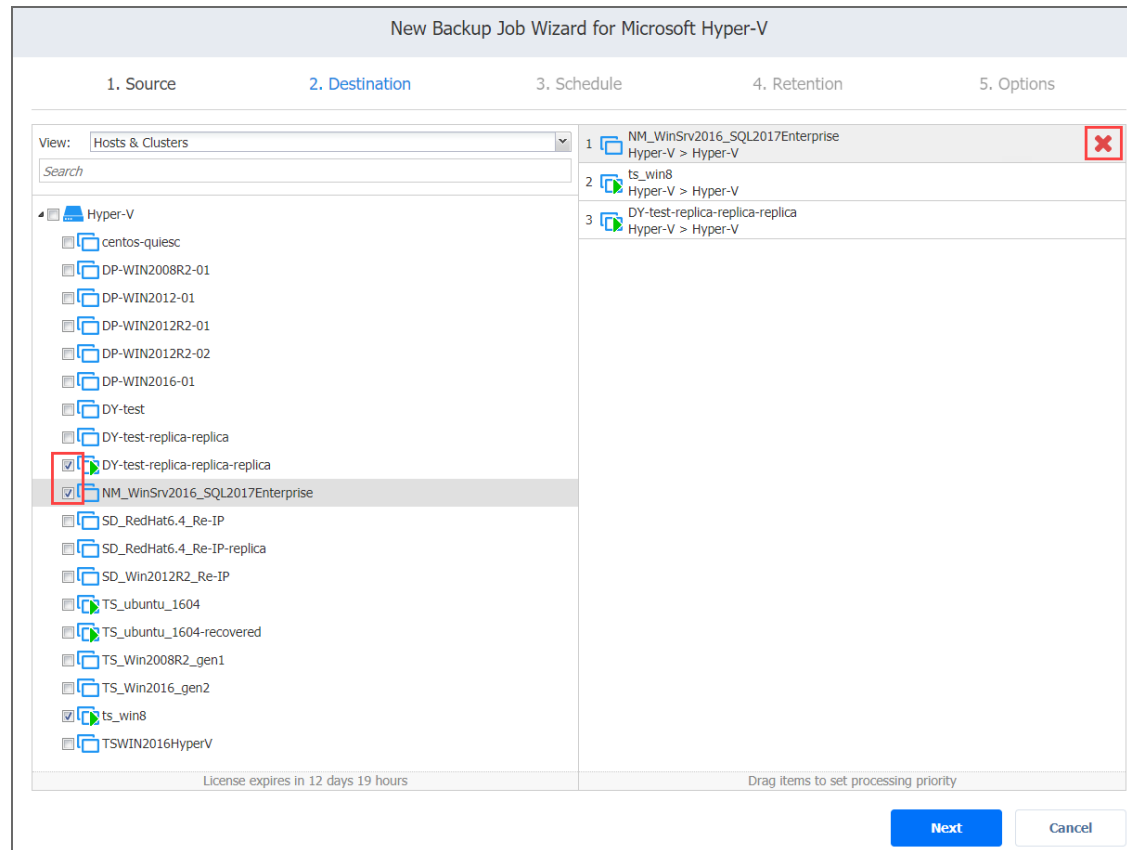 New Backup Job Wizard for Microsoft Hyper-V
1. Source
2. Destination
3. Schedule
4. Retention
5. Options
View:
Hosts & Clusters
Search
Hyper-V
centos-quiesc
DP-WIN2008R2-01
DP-WIN2012-01
DP-WIN2012R2-01
DP-WIN2012R2-02
DP-WIN2016-01
DY-test
DY-test-replica-replica
DY-test-replica-replica-replica
NM_WinSrv2016_SQL2017Enterprise
SD_RedHat6.4_Re-IP
SD_RedHat6.4_Re-IP-replica
SD_Win2012R2_Re-IP
TS_ubuntu_1604
TS_ubuntu_1604-recovered
TS_Win2008R2_gen1
TS_Win2016_gen2
ts_win8
TSWIN2016HyperV
License expires in 12 days 19 hours
1 NM_WinSrv2016_SQL2017Enterprise
Hyper-V > Hyper-V
2 ts_win8
Hyper-V > Hyper-V
3 DY-test-replica-replica-replica
Hyper-V > Hyper-V
Drag items to set processing priority
Next
Cancel